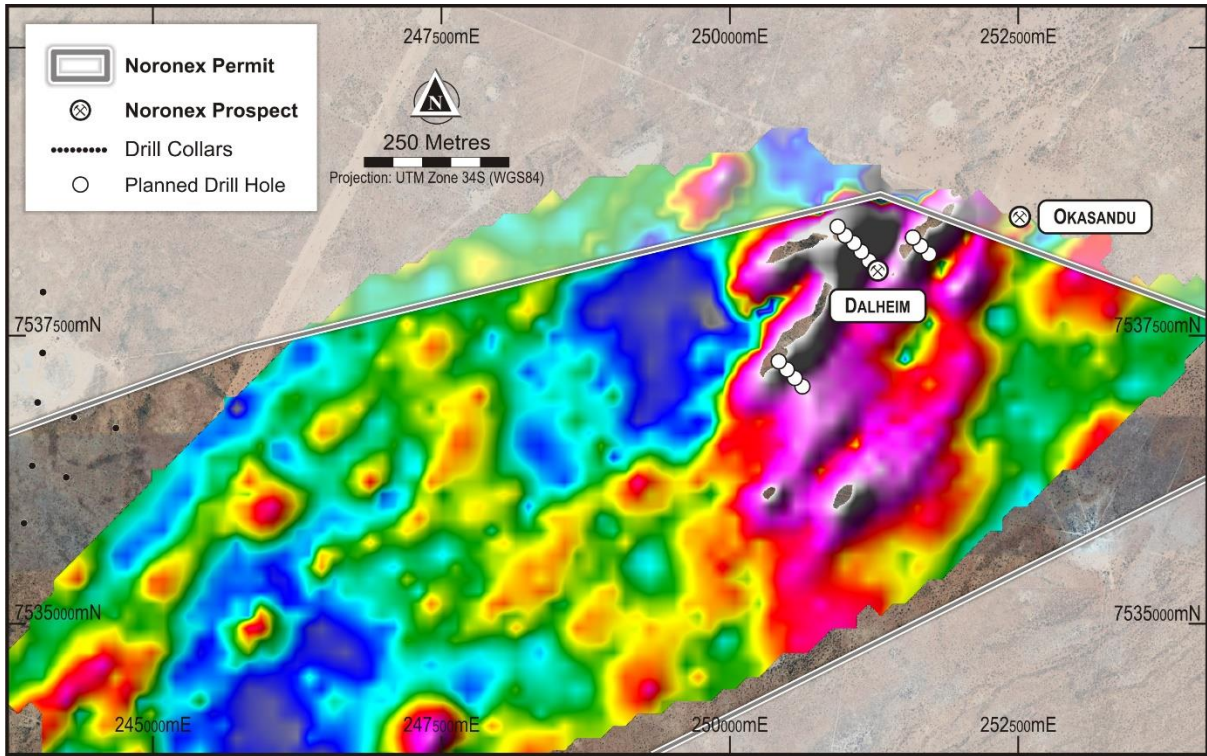 247500mE
250000mE
252500mE
Noronex Permit
Noronex Prospect
Drill Collars
Planned Drill Hole
N
250 Metres
Projection: UTM Zone 34S (WGS84)
OKASANDU
DALHEIM
7537500mN
7537500mN
7535000mN
7535000mN
245000mE
247500mE
250000mE
252500mE